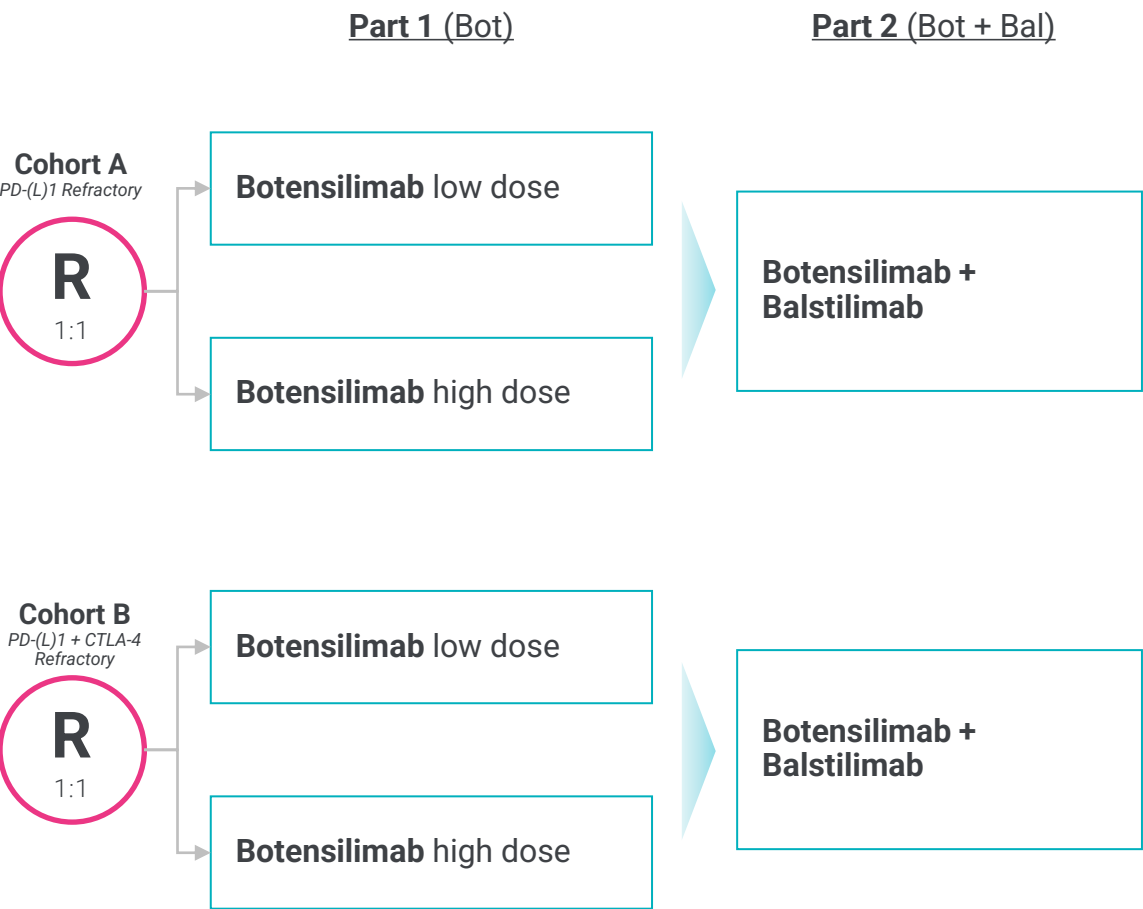 Part 1 (Bot)
Part 2 (Bot + Bal)
Cohort A
PD-(L)1 Refractory
R
1:1
Botensilimab low dose
Botensilimab high dose
Botensilimab +
Balstilimab
Cohort B
PD-(L)1 + CTLA-4
Refractory
R
1:1
Botensilimab low dose
Botensilimab high dose
Botensilimab +
Balstilimab